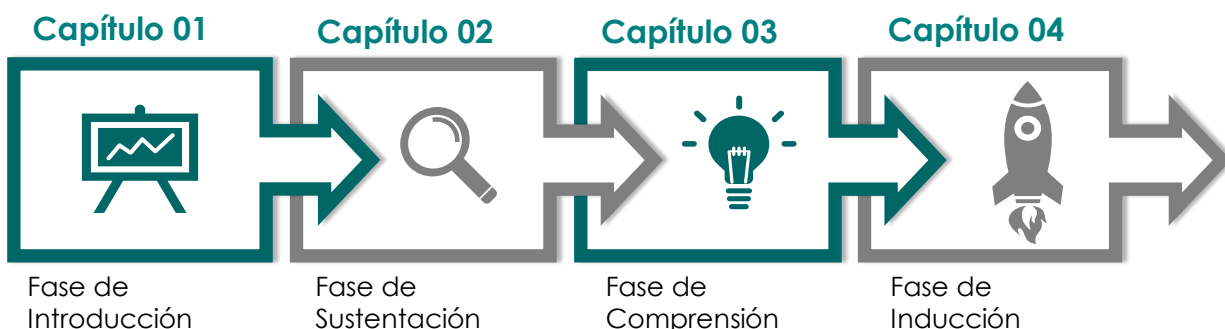 Capítulo 01
Capítulo 02
Capítulo 03
Capítulo 04
Fase de
Introducción
Fase de
Sustentación
Fase de
Comprensión
Fase de
Inducción